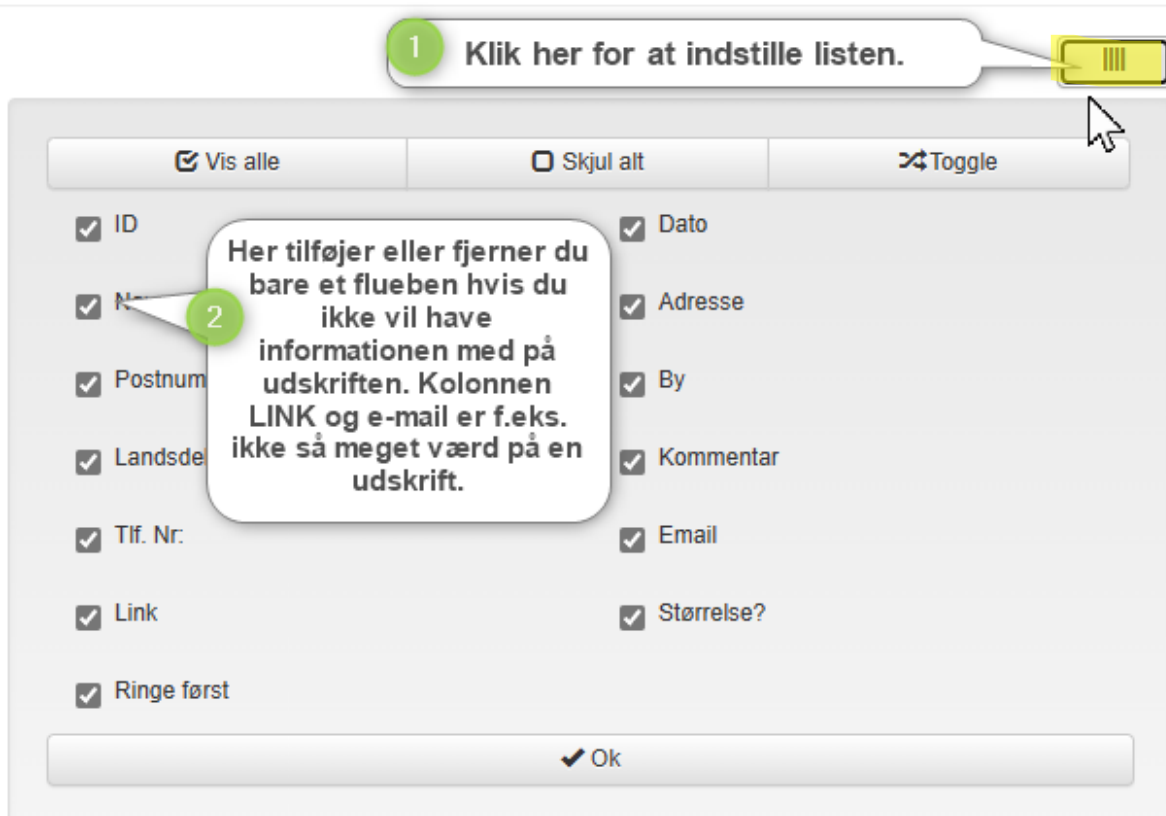 1 Klik her for at indstille listen.
Vis alle
Skjul alt
Toggle
ID
Dato
Her tilføjer eller fjerner du
bare et flueben hvis du
ikke vil have
informationen med på
udskriften. Kolonnen
LINK og e-mail er f.eks.
ikke så meget værd på en
udskrift.
2
Adresse
Postnum
By
Landsdel
Kommentar
Tlf. Nr:
Email
Link
Størrelse?
Ringe først
Ok